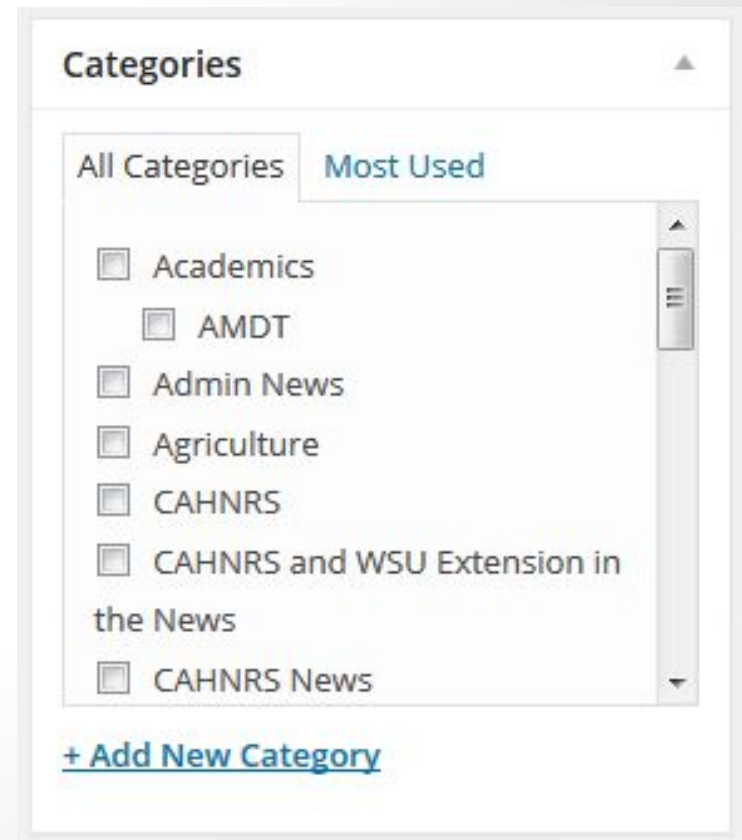 Categories
All Categories Most Used
Academics
AMDT
Admin News
Agriculture
CAHNRS
CAHNRS and WSU Extension in
the News
CAHNRS News
+ Add New Category